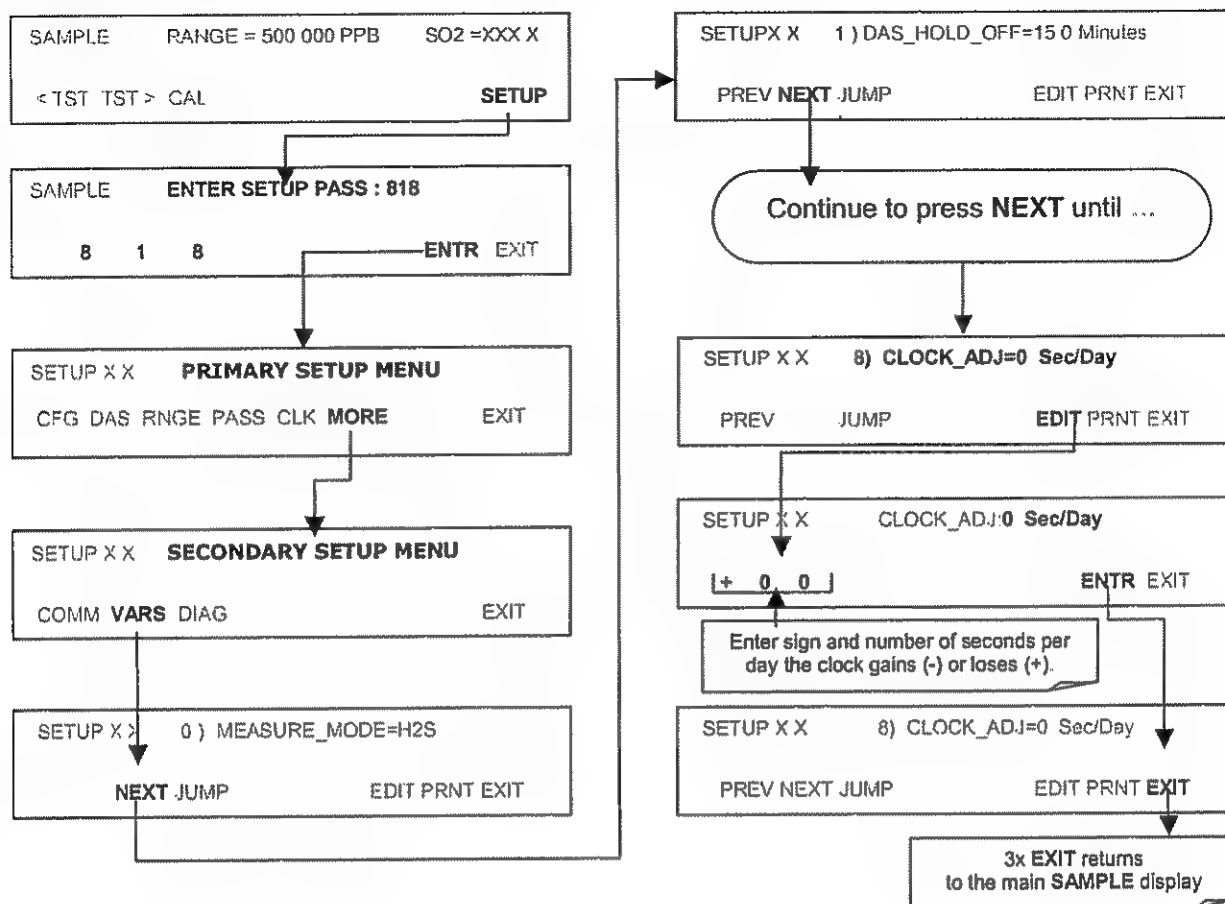 SAMPLE RANGE = 500 000 PPB SO2 =XXX X
< TST TST > CAL SETUP
SAMPLE ENTER SETUP PASS : 818
8 1 8 ENTR EXIT
SETUP X X PRIMARY SETUP MENU
CFG DAS RNGE PASS CLK MORE EXIT
SETUP X X SECONDARY SETUP MENU
COMM VARS DIAG EXIT
SETUP X X 0 ) MEASURE_MODE=H2S
NEXT JUMP EDIT PRNT EXIT
SETUPX X 1 ) DAS_HOLD_OFF=15 0 Minutes
PREV NEXT JUMP EDIT PRNT EXIT
Continue to press NEXT until ...
SETUP X X 8) CLOCK_ADJ=0 Sec/Day
PREV JUMP EDIT PRNT EXIT
SETUP X X CLOCK_ADJ:0 Sec/Day
+ 0 0 ENTR EXIT
Enter sign and number of seconds per
day the clock gains (-) or loses (+).
SETUP X X 8) CLOCK_ADJ=0 Sec/Day
PREV NEXT JUMP EDIT PRNT EXIT
3x EXIT returns
to the main SAMPLE display